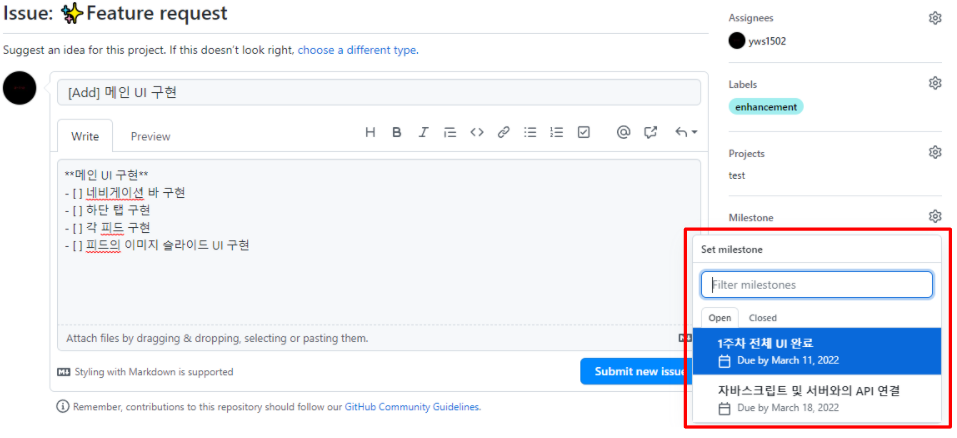 Issue: ✨Feature request
Suggest an idea for this project. If this doesn't look right, choose a different type.
[Add] 메인 UI 구현
Write Preview
**메인 UI 구현**
- [ ] 네비게이션 바 구현
- [ ] 하단 탭 구현
- [ ] 각 피드 구현
- [ ] 피드의 이미지 슬라이드 UI 구현
Attach files by dragging & dropping, selecting or pasting them.
Styling with Markdown is supported
Submit new issue
Remember, contributions to this repository should follow our GitHub Community Guidelines.
Assignees
yws1502
Labels
enhancement
Projects
test
Milestone
Set milestone
Filter milestones
Open Closed
1주차 전체 UI 완료
Due by March 11, 2022
자바스크립트 및 서버와의 API 연결
Due by March 18, 2022